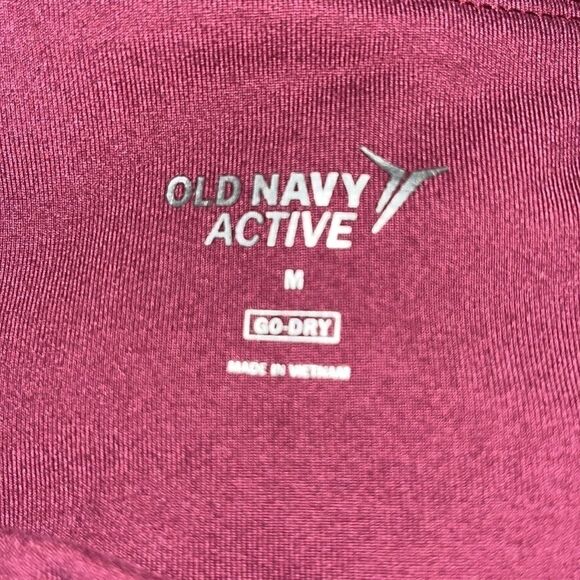 OLD NAVY
ACTIVE
M
GO-DRY
MADE IN VIETNAM